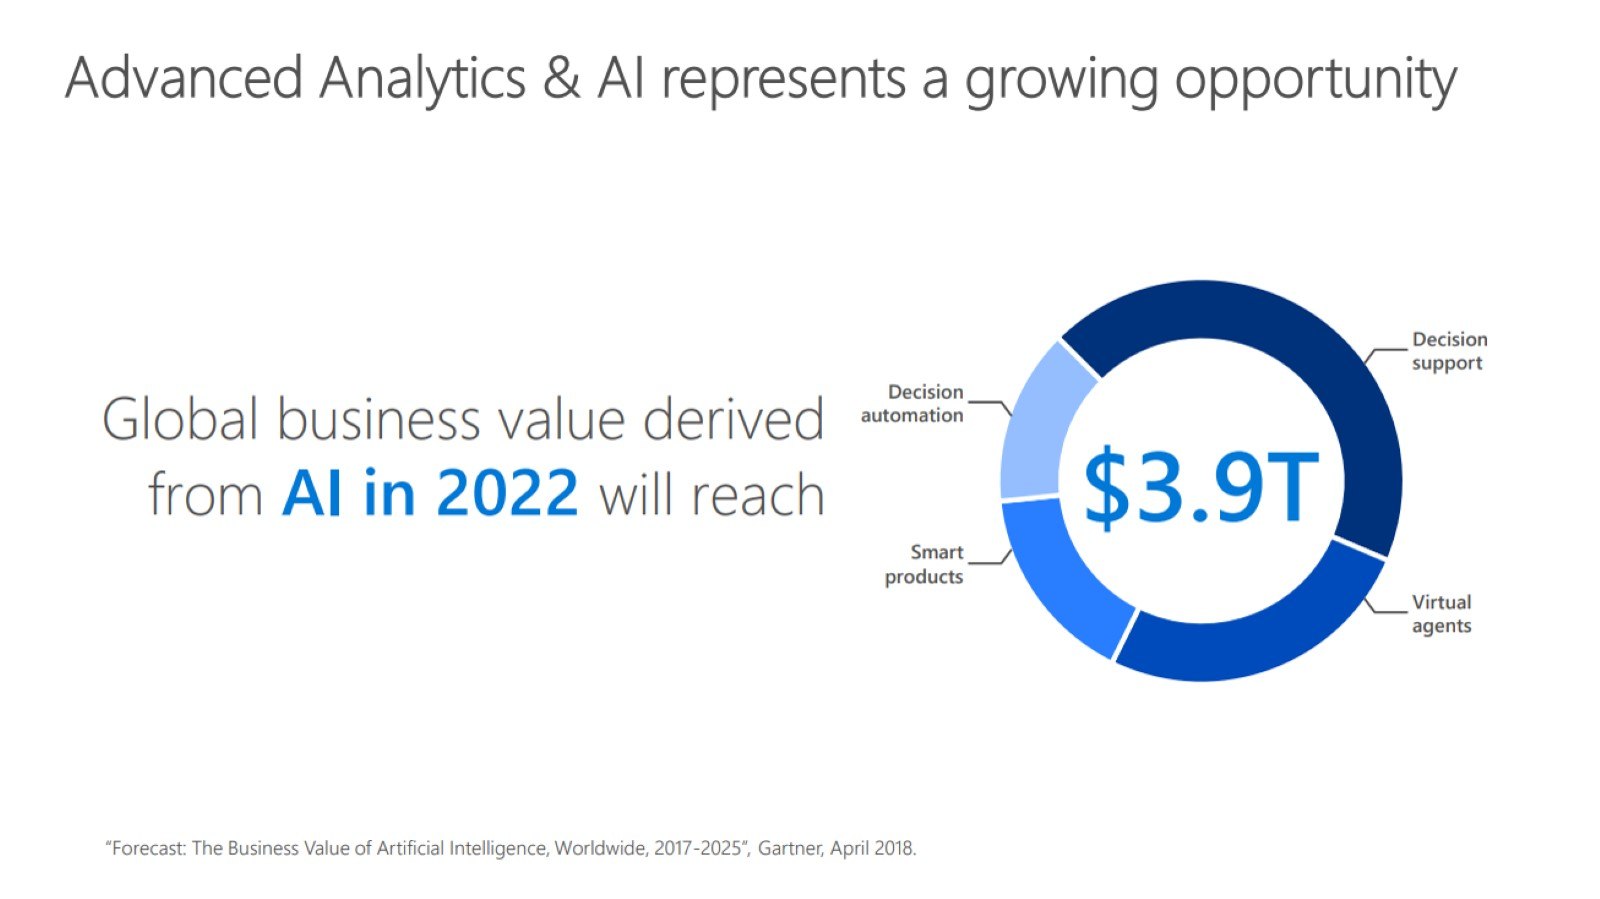 Advanced Analytics & AI represents a growing opportunity
Global business value derived
from AI in 2022 will reach
Decision
automation
Smart
products
$3.9T
Decision
support
Virtual
agents
“Forecast: The Business Value of Artificial Intelligence, Worldwide, 2017-2025”, Gartner, April 2018.